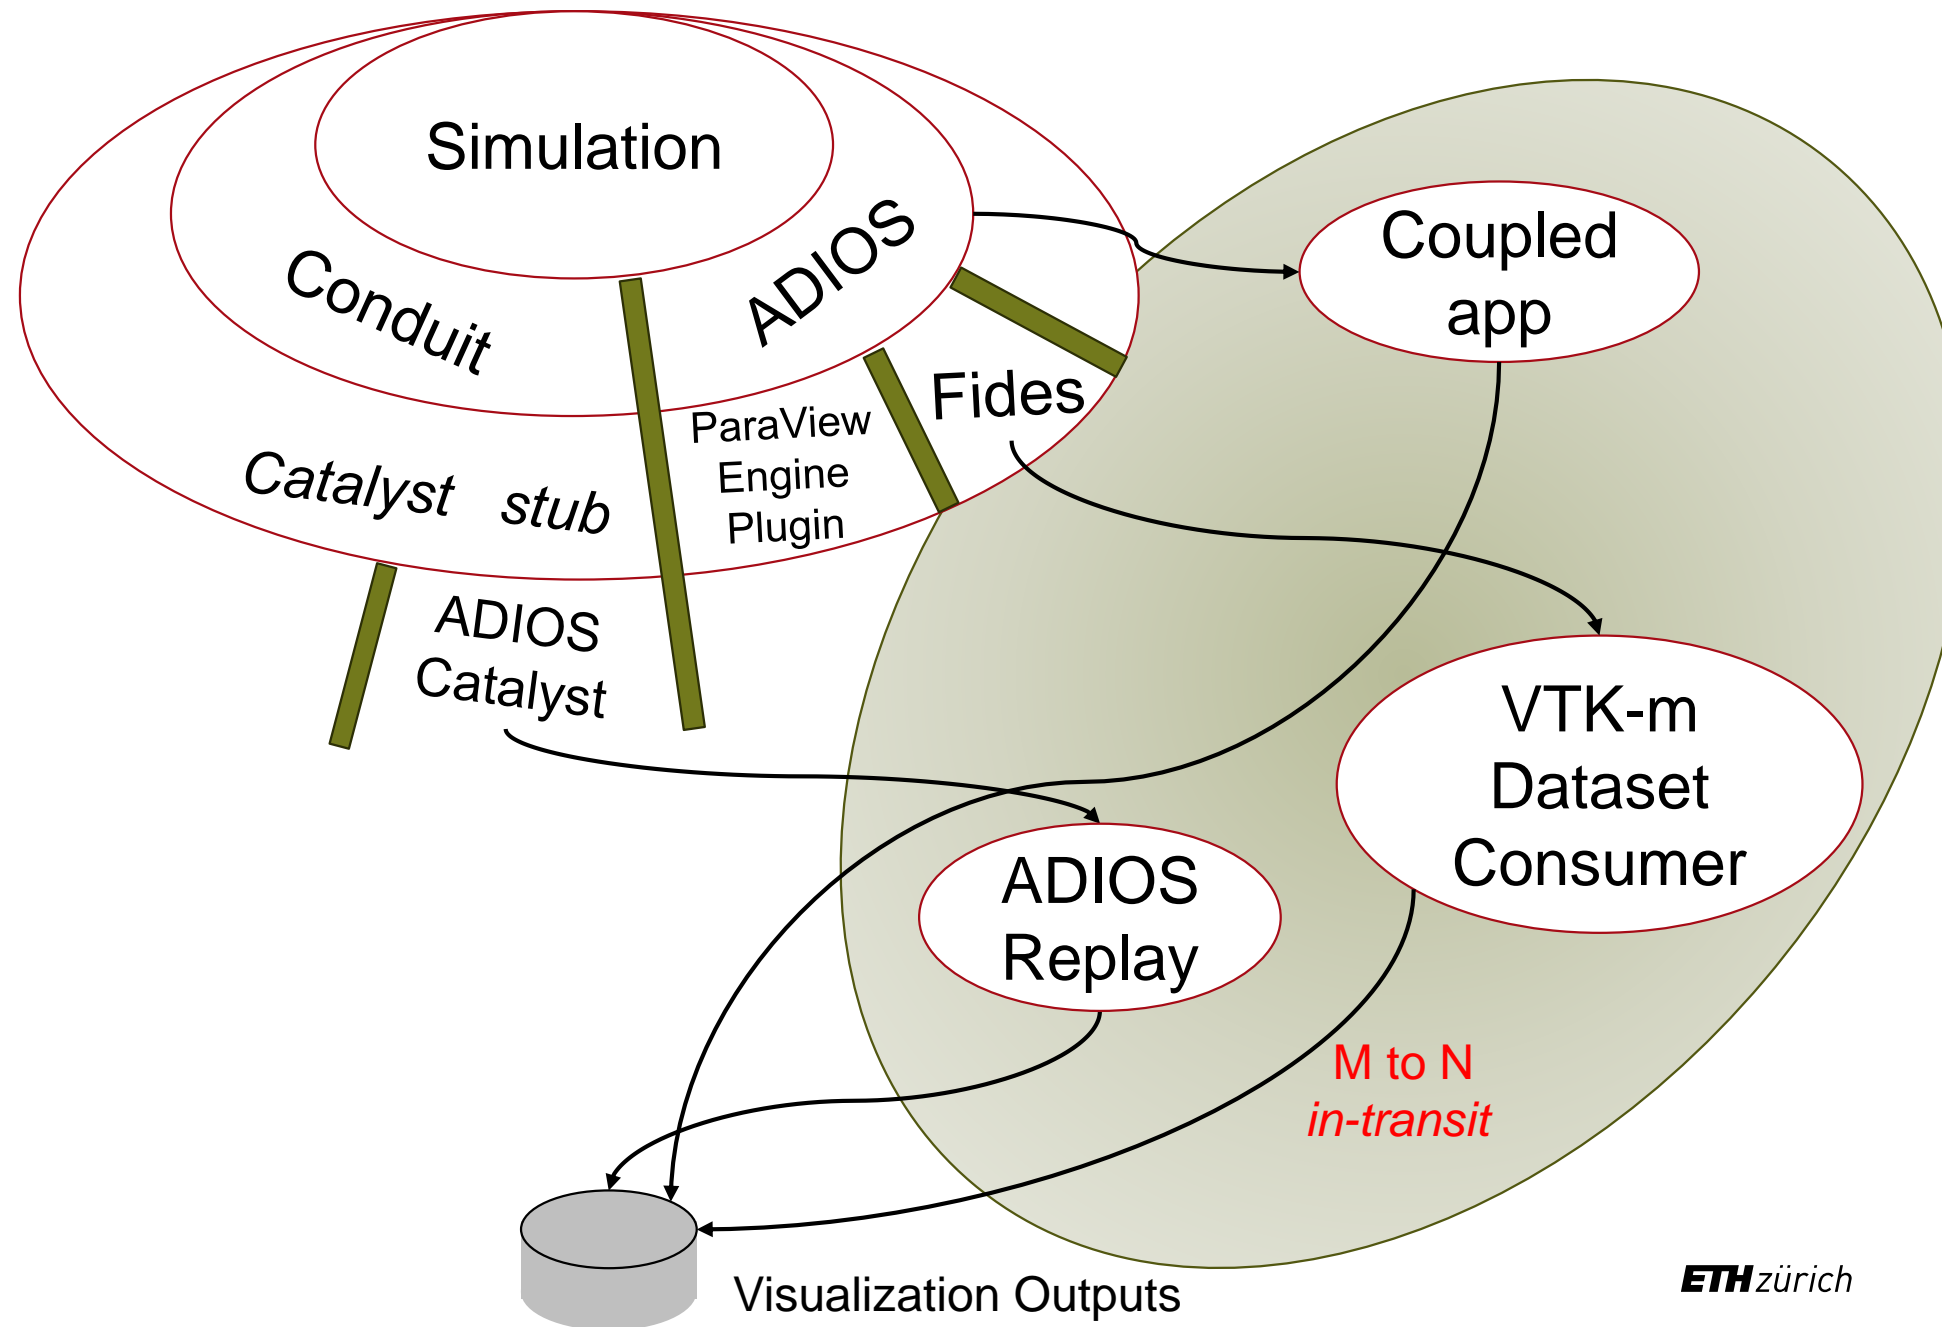 Simulation
Conduit
ADIOS
Coupled
app
Catalyst stub
ParaView
Engine
Plugin
Fides
ADIOS
Catalyst
VTK-m
Dataset
Consumer
ADIOS
Replay
M to N
in-transit
Visualization Outputs
ETH zürich